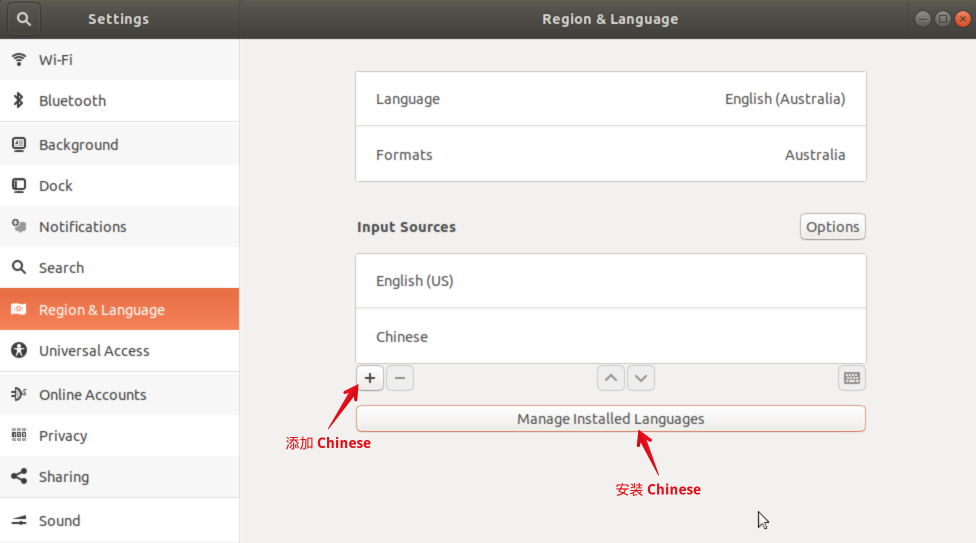 Settings
Region & Language
Wi-Fi
Bluetooth
Background
Dock
Notifications
Search
Region & Language
Universal Access
Online Accounts
Privacy
Sharing
Sound
Language English (Australia)
Formats Australia
Input Sources Options
English (US)
Chinese
Manage Installed Languages
添加 Chinese
安装 Chinese